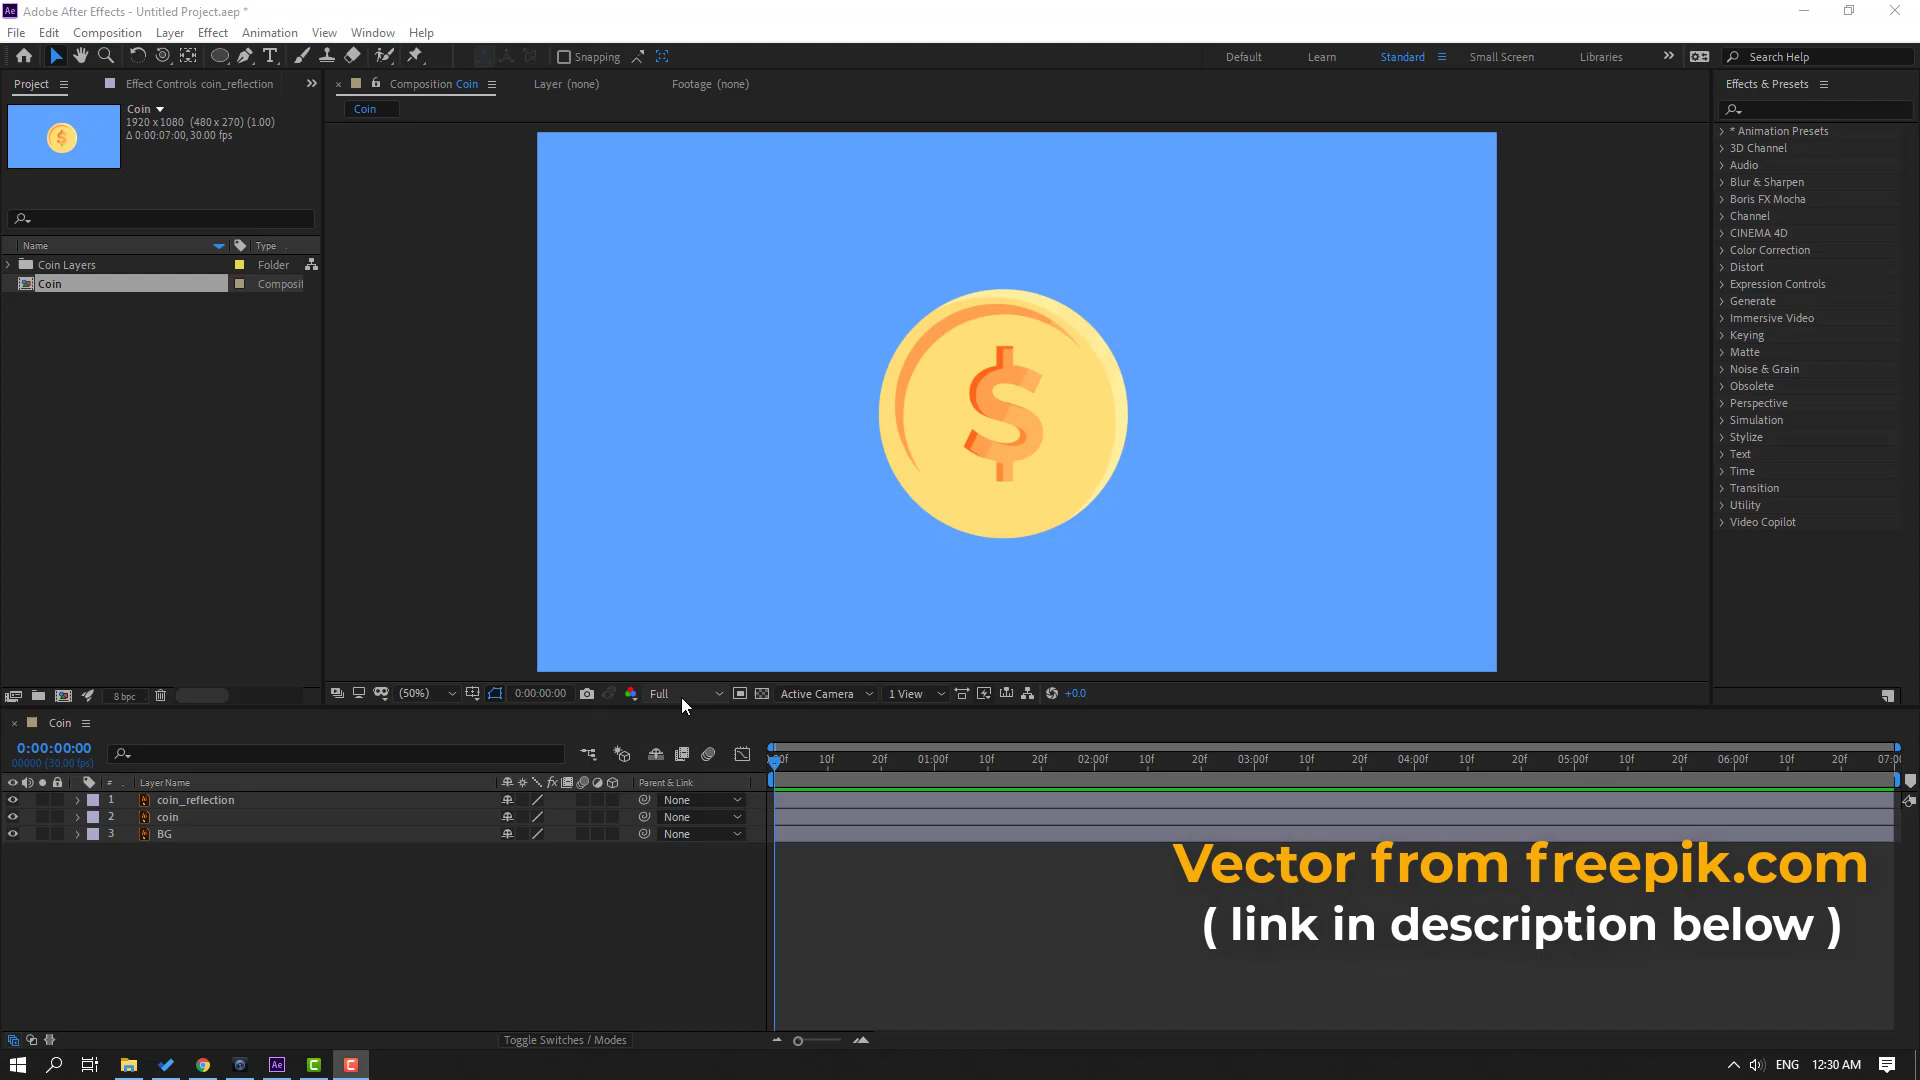 Adobe After Effects - Untitled Project.aep *
File Edit Composition Layer Effect Animation View Window Help
Snapping
Default Learn Standard Small Screen Libraries Search Help
Project Effect Controls coin_reflection
Composition Coin Layer (none) Footage (none)
Effects & Presets
Coin
Coin
1920 x 1080 (480 x 270) (1.00)
Δ 0:00:07:00, 30.00 fps
Name Type
Coin Layers Folder
Coin Composit
* Animation Presets
3D Channel
Audio
Blur & Sharpen
Boris FX Mocha
Channel
CINEMA 4D
Color Correction
Distort
Expression Controls
Generate
Immersive Video
Keying
Matte
Noise & Grain
Obsolete
Perspective
Simulation
Stylize
Text
Time
Transition
Utility
Video Copilot
$
8 bpc
(50%) 0:00:00:00 Full Active Camera 1 View +0.0
Coin
0:00:00:00
00000 (30.00 fps)
:00f 10f 20f 01:00f 10f 20f 02:00f 10f 20f 03:00f 10f 20f 04:00f 10f 20f 05:00f 10f 20f 06:00f 10f 20f 07:00
# Layer Name fx Parent & Link
1 coin_reflection None
2 coin None
3 BG None
Vector from freepik.com
( link in description below )
Toggle Switches / Modes
ENG 12:30 AM